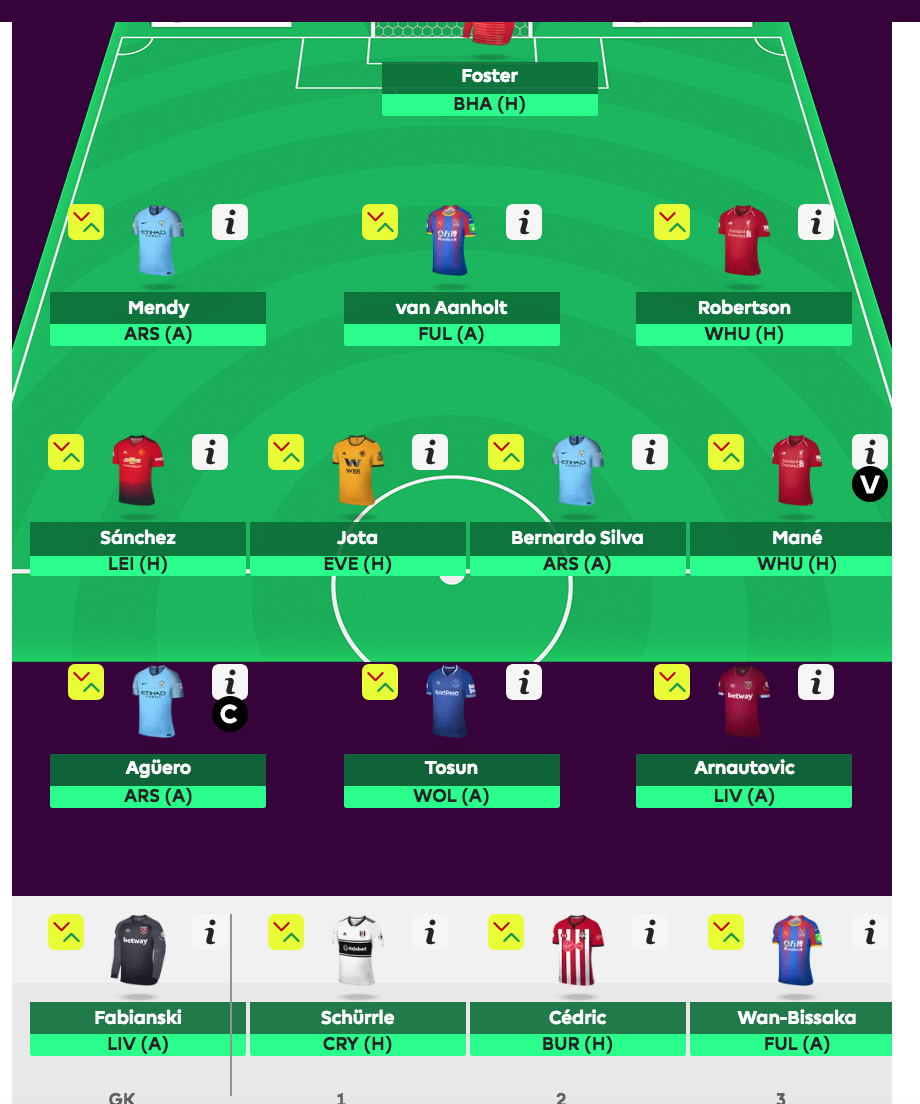 Foster
BHA (H)
Mendy
ARS (A)
van Aanholt
FUL (A)
Robertson
WHU (H)
V
Sánchez
LEI (H)
Jota
EVE (H)
Bernardo Silva
ARS (A)
Mané
WHU (H)
C
Agüero
ARS (A)
Tosun
WOL (A)
Arnautovic
LIV (A)
Fabianski
LIV (A)
Schürrle
CRY (H)
Cédric
BUR (H)
Wan-Bissaka
FUL (A)
GK
1
2
3